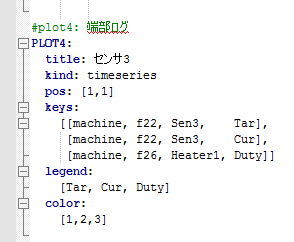 #plot4: 端部ログ
PLOT4:
title: センサ3
kind: timeseries
pos: [1,1]
keys:
[[machine, f22, Sen3, Tar],
[machine, f22, Sen3, Cur],
[machine, f26, Heater1, Duty]]
legend:
[Tar, Cur, Duty]
color:
[1,2,3]